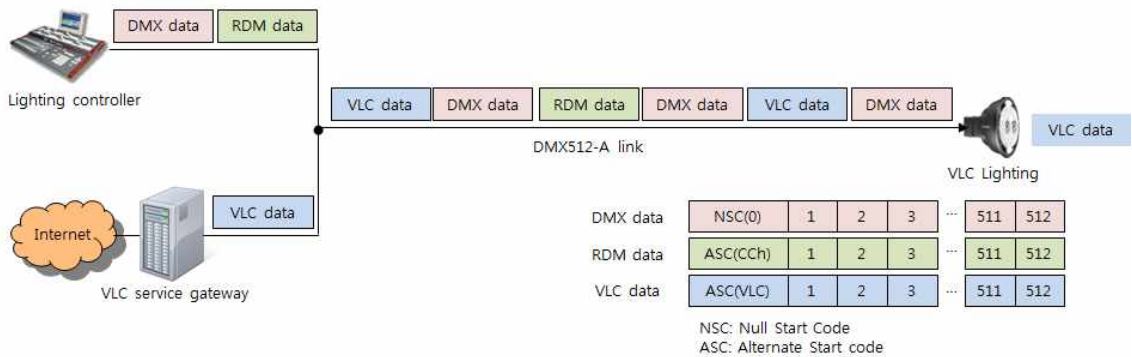 DMX data RDM data
Lighting controller
VLC data DMX data RDM data DMX data VLC data DMX data
DMX512-A link
VLC data
VLC Lighting
Internet
VLC data
VLC service gateway
DMX data NSC(0) 1 2 3 ... 511 512
RDM data ASC(CCh) 1 2 3 ... 511 512
VLC data ASC(VLC) 1 2 3 ... 511 512
NSC: Null Start Code
ASC: Alternate Start code